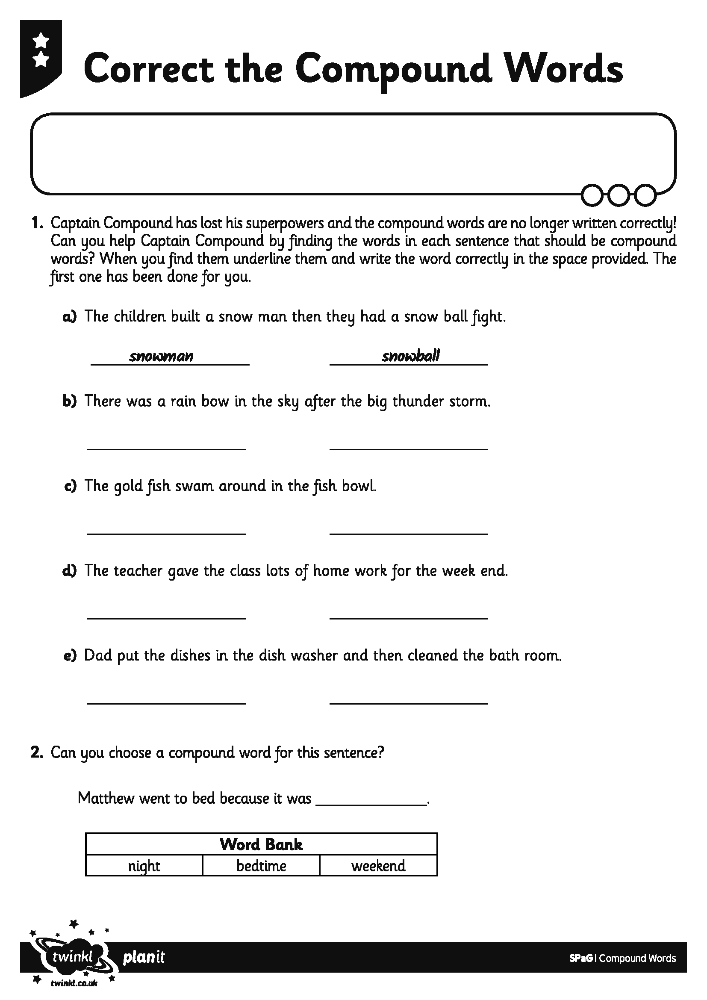 Correct the Compound Words
1. Captain Compound has lost his superpowers and the compound words are no longer written correctly!
Can you help Captain Compound by finding the words in each sentence that should be compound
words? When you find them underline them and write the word correctly in the space provided. The
first one has been done for you.
a) The children built a snow man then they had a snow ball fight.
snowman snowball
b) There was a rain bow in the sky after the big thunder storm.
c) The gold fish swam around in the fish bowl.
d) The teacher gave the class lots of home work for the week end.
e) Dad put the dishes in the dish washer and then cleaned the bath room.
2. Can you choose a compound word for this sentence?
Matthew went to bed because it was ______________.
Word Bank
night bedtime weekend
twinkl planit SPaG | Compound Words
twinkl.co.uk